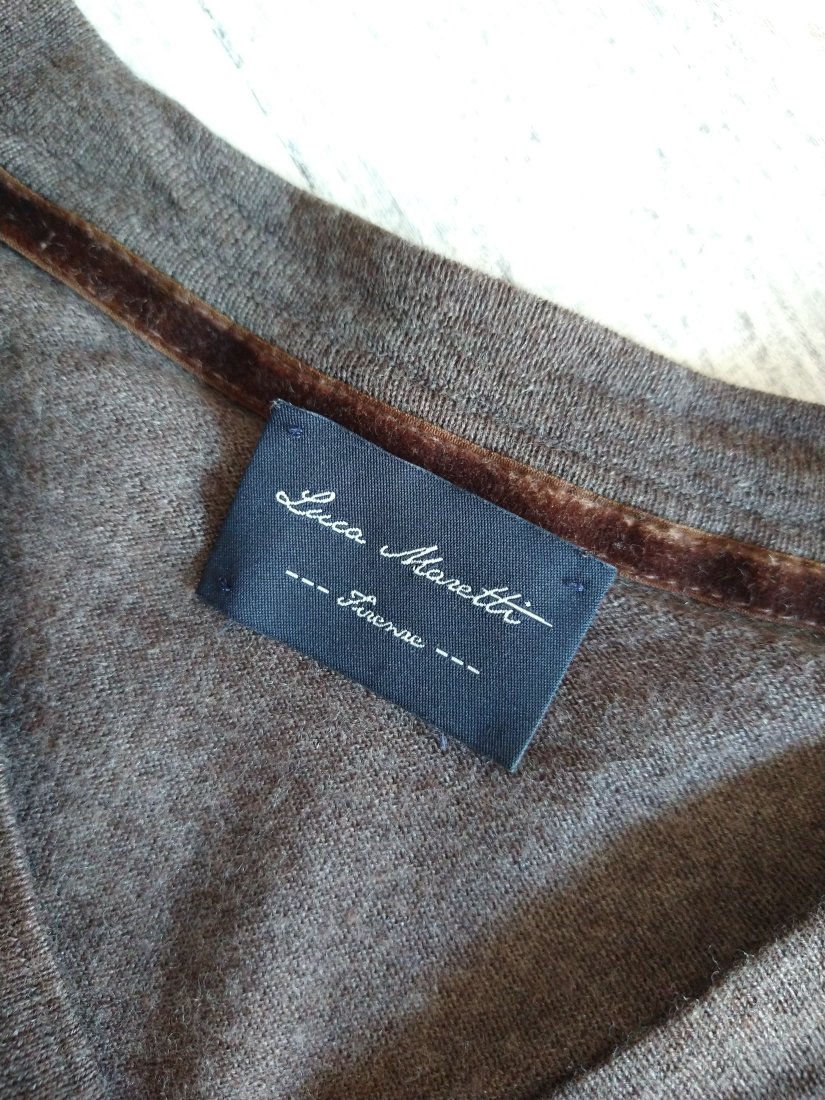 Luca Maretti
--- Firenze ---